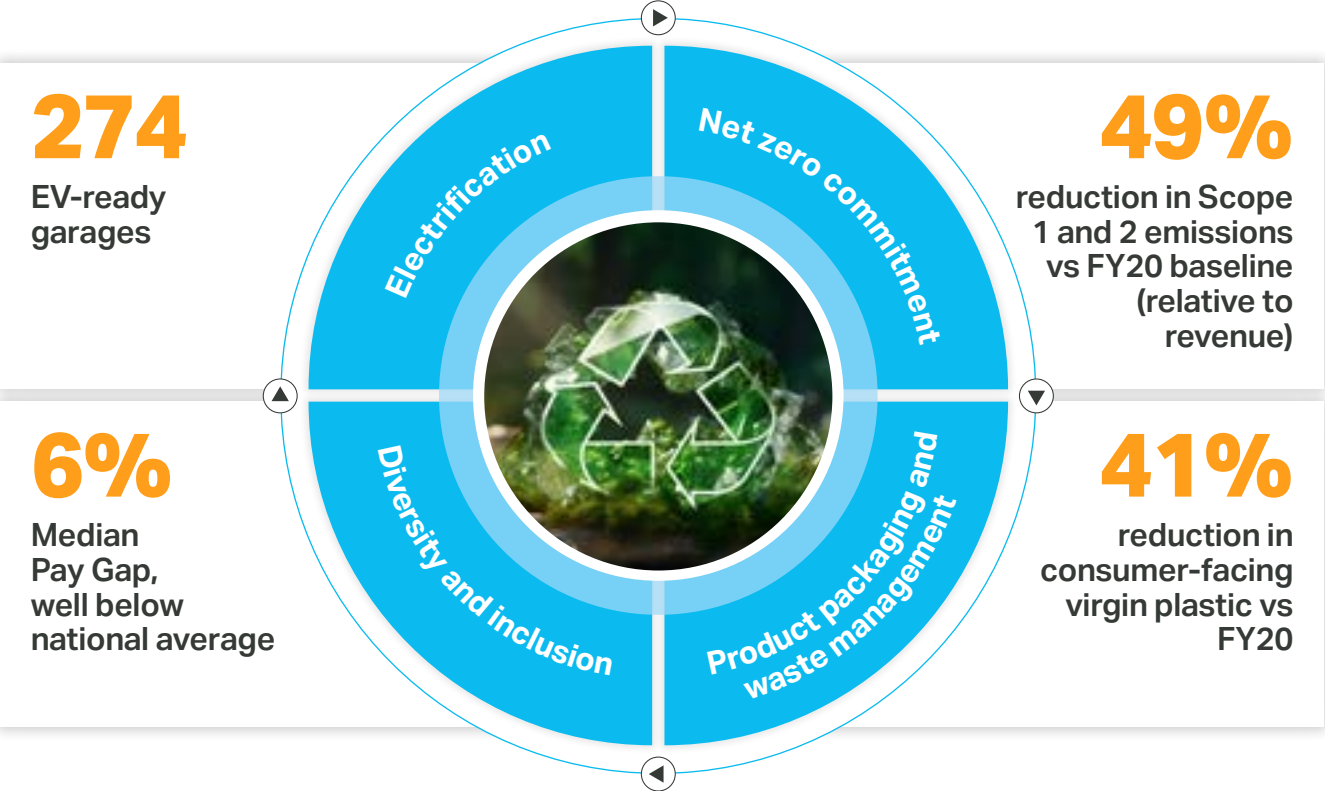 274
EV-ready
garages
Electrification
Net zero commitment
49%
reduction in Scope
1 and 2 emissions
vs FY20 baseline
(relative to
revenue)
6%
Median
Pay Gap,
well below
national average
Diversity and inclusion
Product packaging and
waste management
41%
reduction in
consumer-facing
virgin plastic vs
FY20